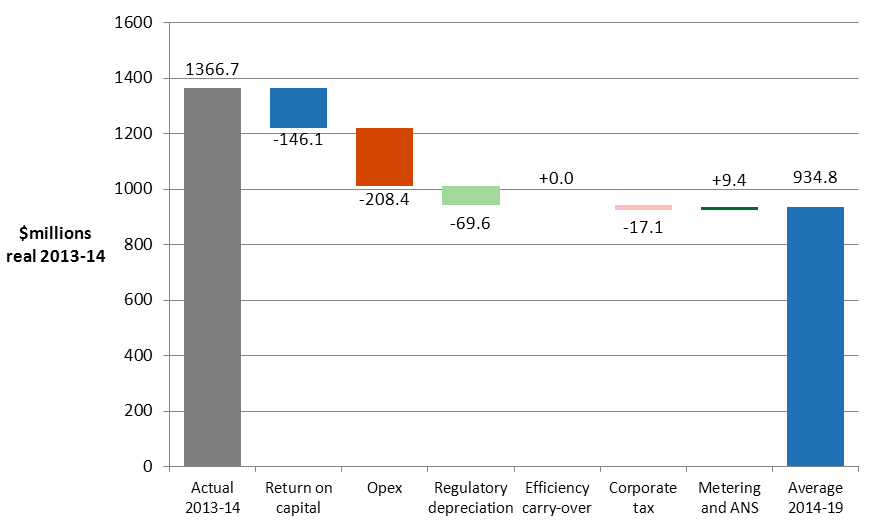 1600
1400
1200
1000
800
600
400
200
0
$millions
real 2013-14
1366.7
-146.1
-208.4
-69.6
+0.0
-17.1
+9.4
934.8
Actual
2013-14
Return on
capital
Opex
Regulatory
depreciation
Efficiency
carry-over
Corporate
tax
Metering
and ANS
Average
2014-19